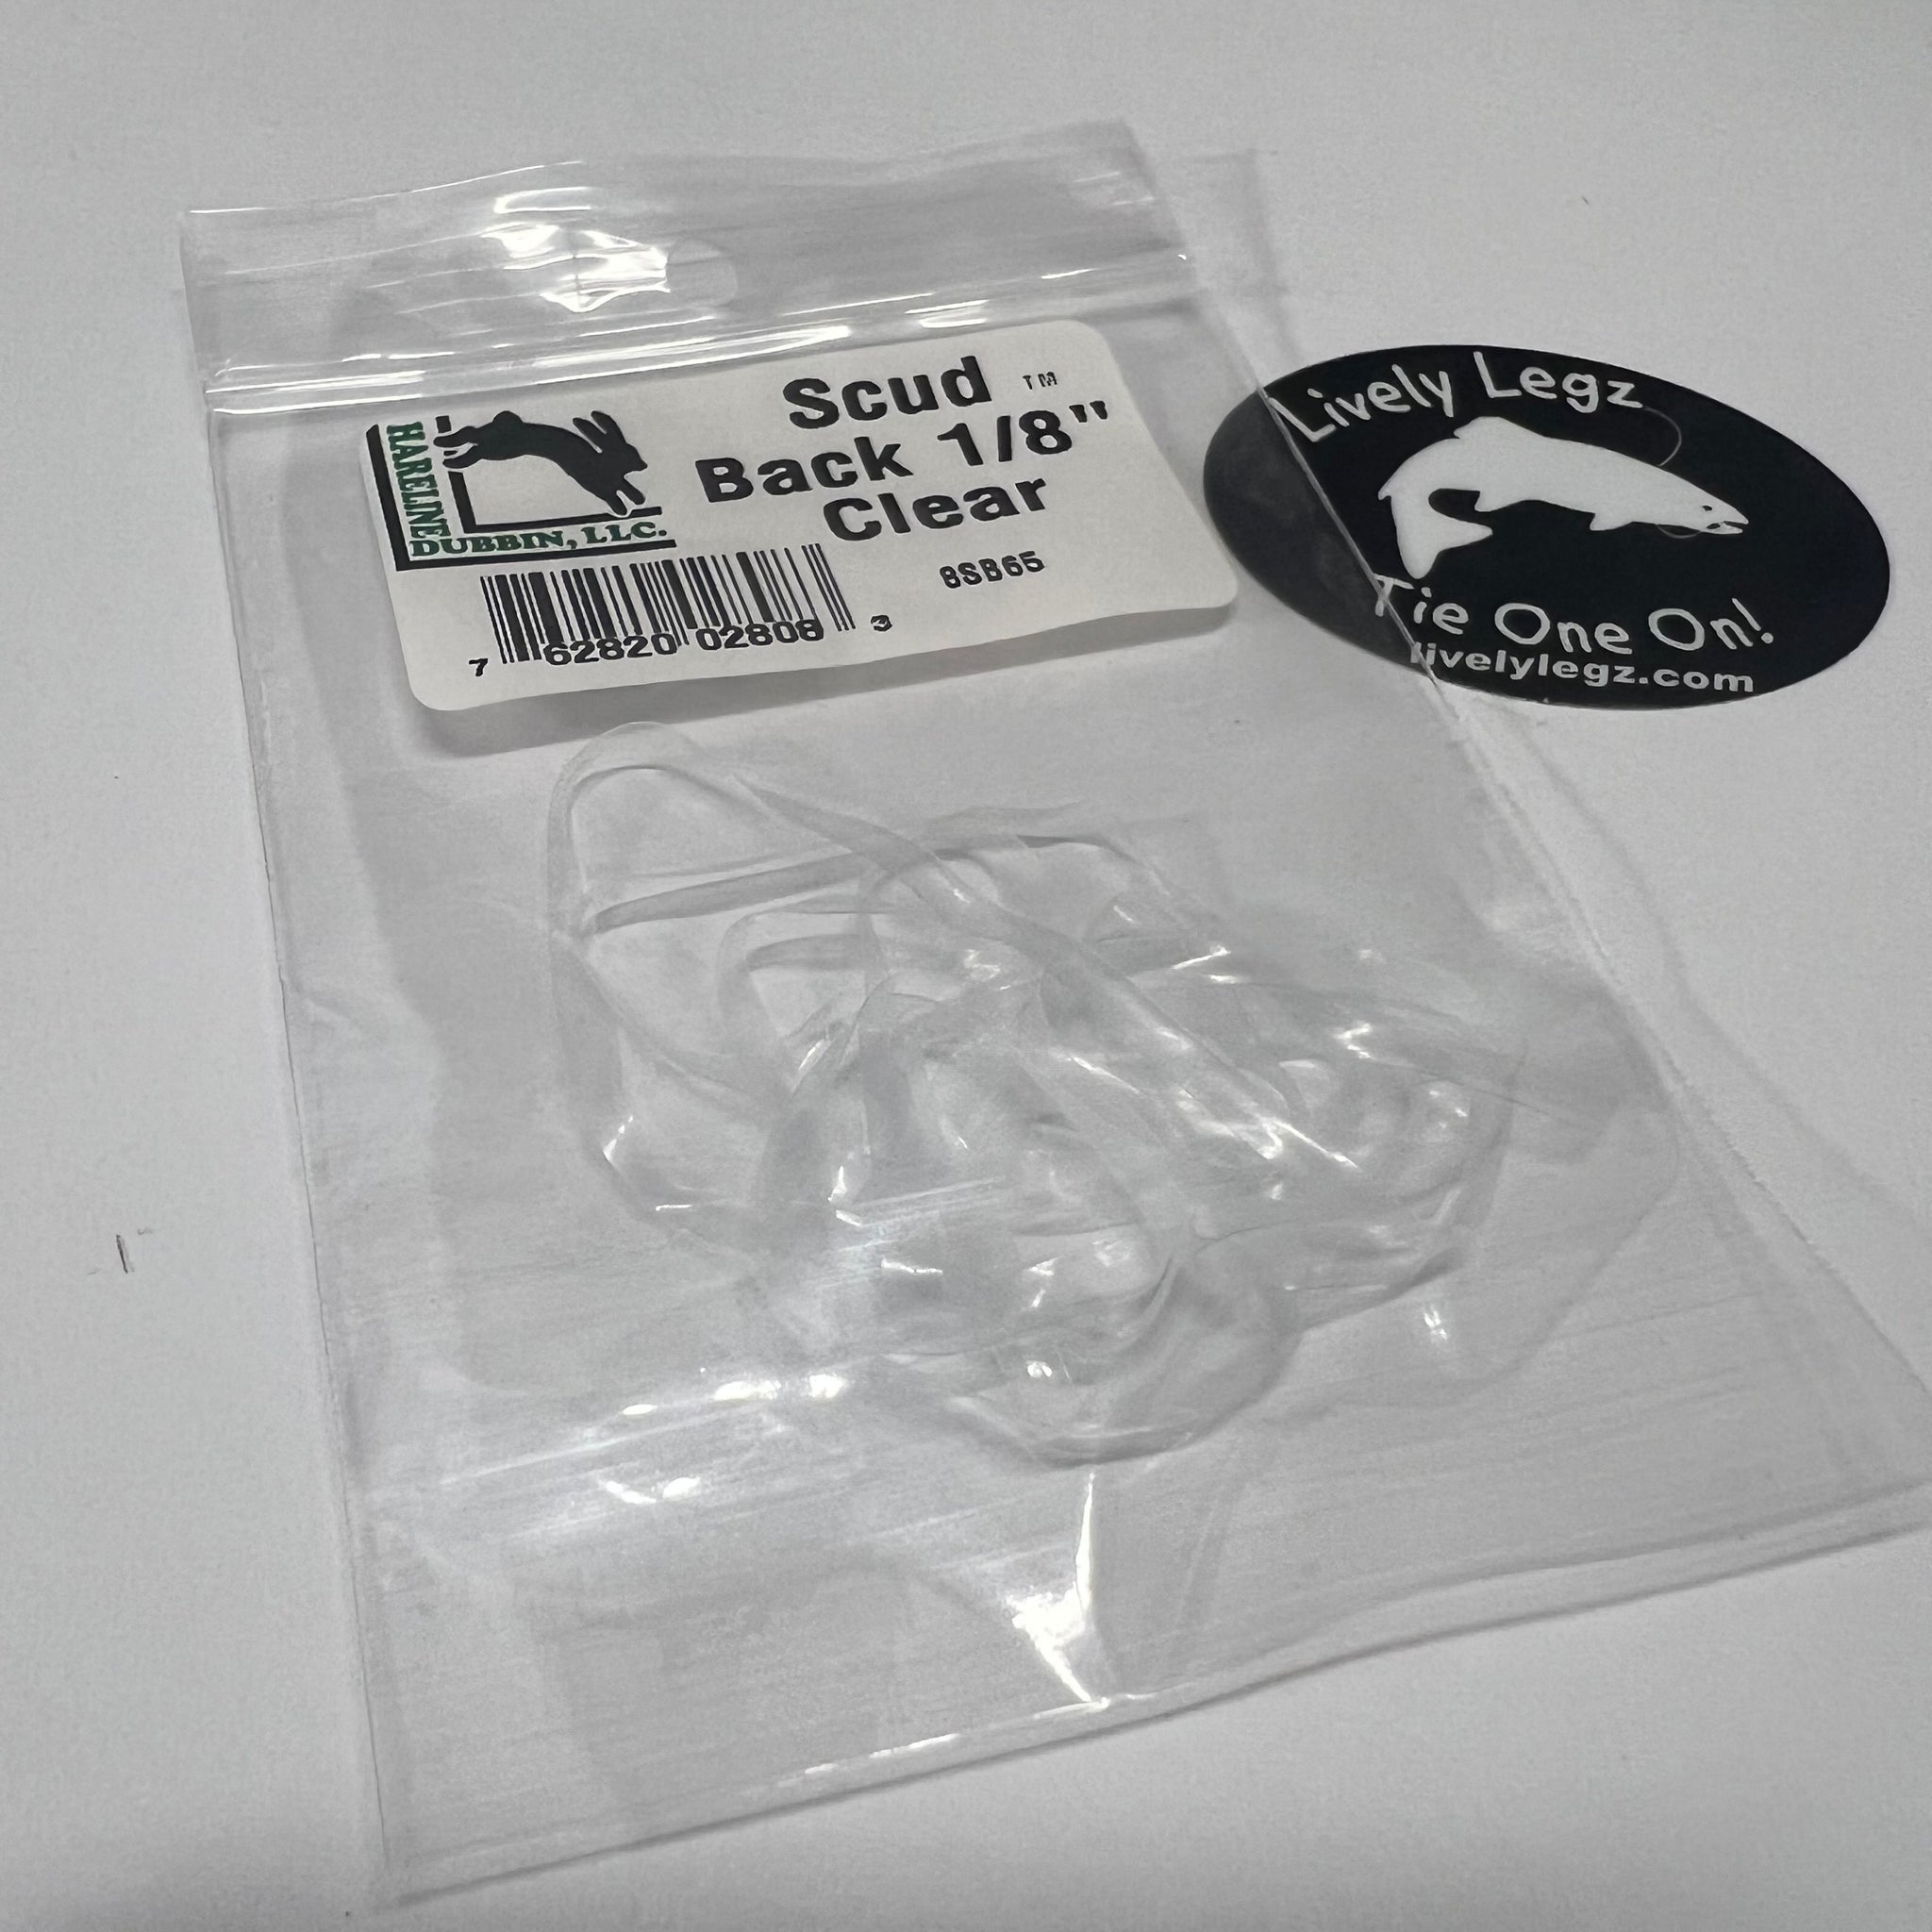 Scud ™
Back 1/8"
Clear
HARELINE
DUBBIN, LLC.
8SB65
7 62820 02808 3
Lively Legz
Tie One On!
livelylegz.com